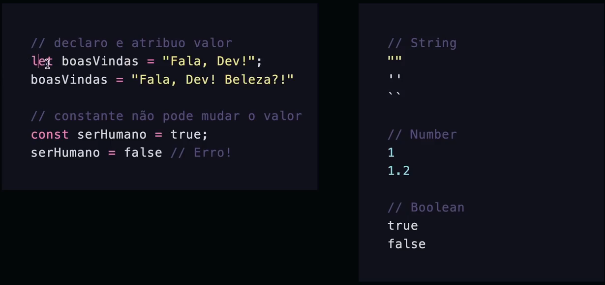 // declaro e atribuo valor
let boasVindas = "Fala, Dev!";
boasVindas = "Fala, Dev! Beleza?!"
// constante não pode mudar o valor
const serHumano = true;
serHumano = false // Erro!
// String
""
''
``
// Number
1
1.2
// Boolean
true
false